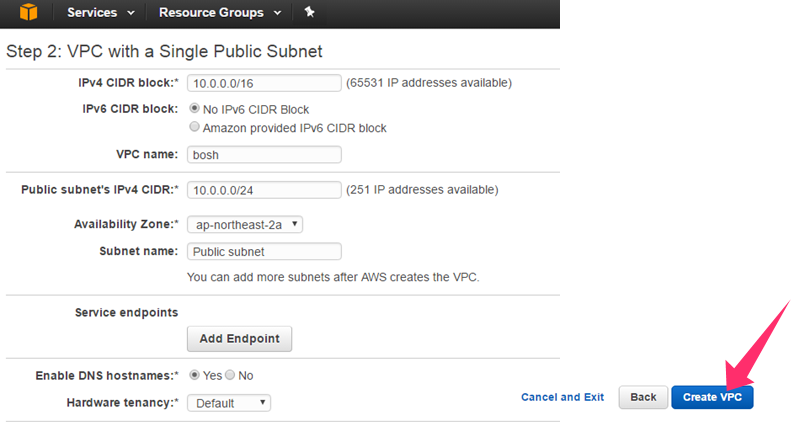 Services Resource Groups
Step 2: VPC with a Single Public Subnet
IPv4 CIDR block:* 10.0.0.0/16 (65531 IP addresses available)
IPv6 CIDR block: No IPv6 CIDR Block
Amazon provided IPv6 CIDR block
VPC name: bosh
Public subnet's IPv4 CIDR:* 10.0.0.0/24 (251 IP addresses available)
Availability Zone:* ap-northeast-2a
Subnet name: Public subnet
You can add more subnets after AWS creates the VPC.
Service endpoints
Add Endpoint
Enable DNS hostnames:* Yes No
Hardware tenancy:* Default
Cancel and Exit Back Create VPC